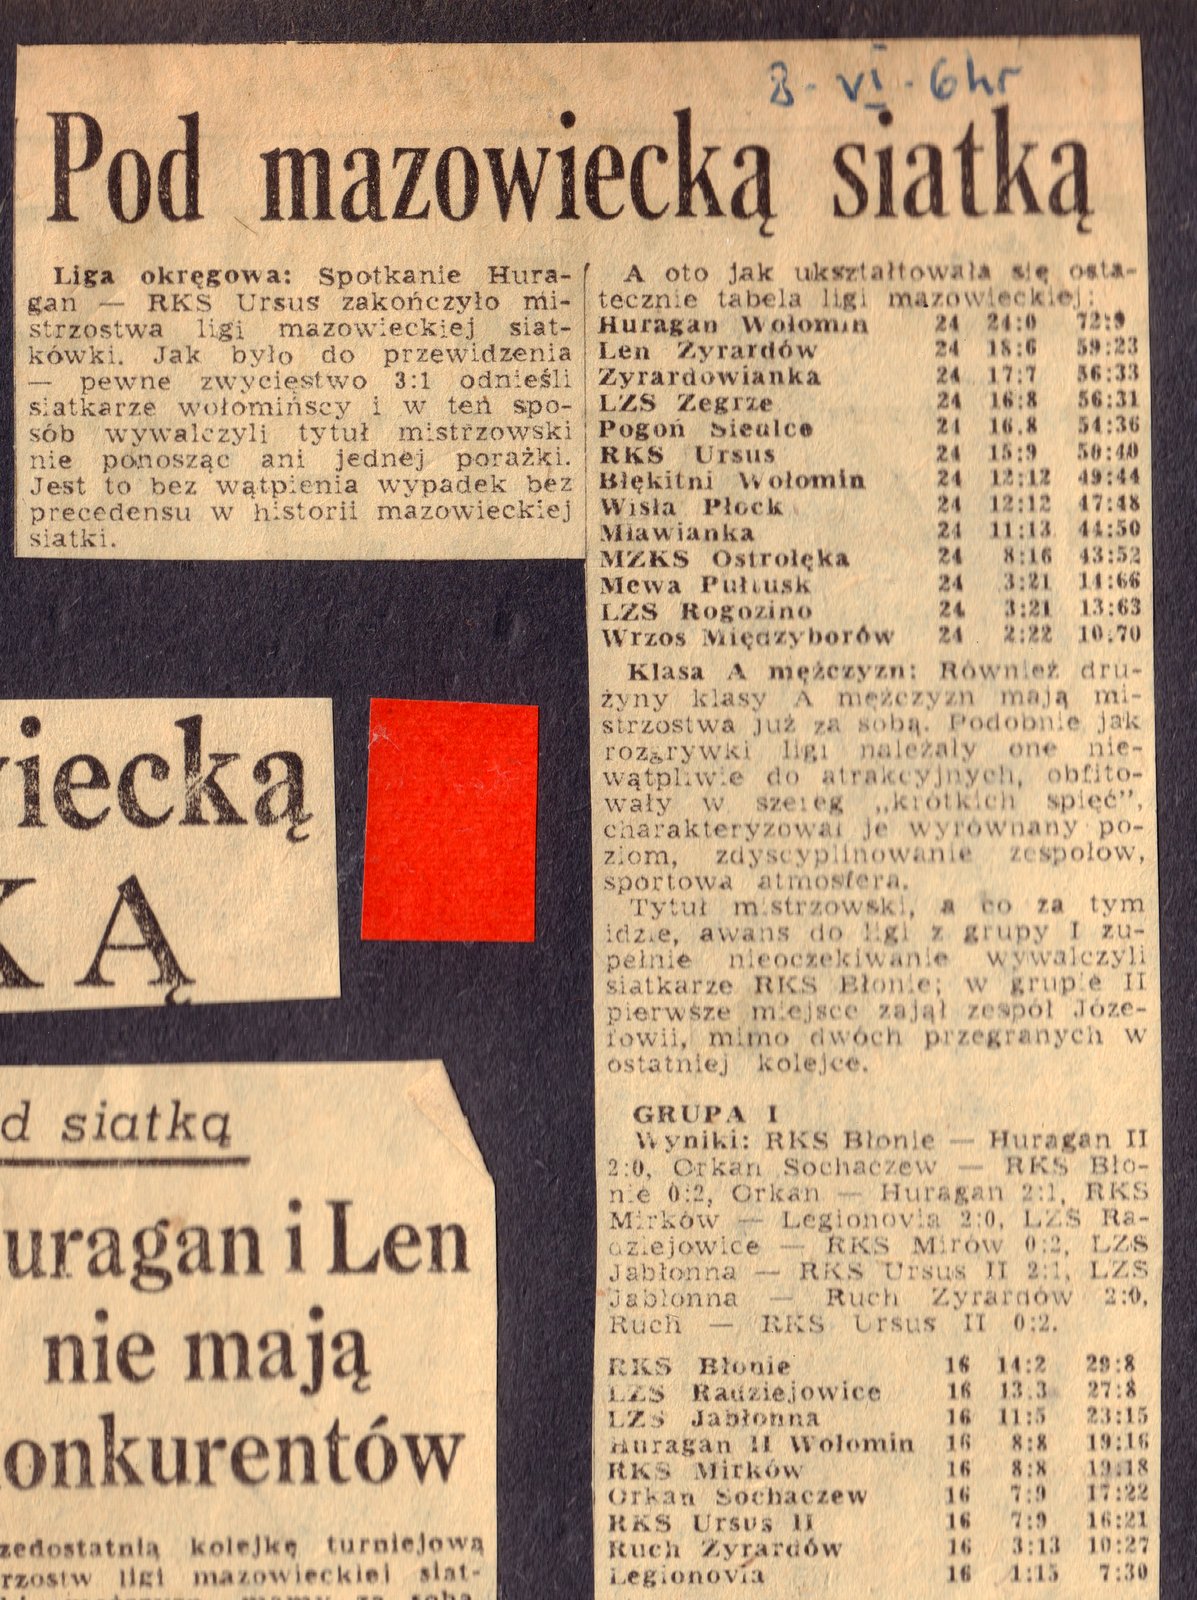 8-VI-64r
Pod mazowiecką siatką
Liga okręgowa: Spotkanie Hura-
gan — RKS Ursus zakończyło mi-
strzostwa ligi mazowieckiej siat-
kówki. Jak było do przewidzenia
— pewne zwycięstwo 3:1 odnieśli
siatkarze wołomińscy i w ten spo-
sób wywalczyli tytuł mistrzowski
nie ponosząc ani jednej porażki.
Jest to bez wątpienia wypadek bez
precedensu w historii mazowieckiej
siatki.
A oto jak ukształtowała się osta-
tecznie tabela ligi mazowieckiej:
Huragan Wołomin 24 24:0 72:9
Len Żyrardów 24 18:6 59:23
Żyrardowianka 24 17:7 56:33
LZS Zegrze 24 16:8 56:31
Pogoń Siedlce 24 16.8 54:36
RKS Ursus 24 15:9 50:40
Błękitni Wołomin 24 12:12 49:44
Wisła Płock 24 12:12 47:48
Mławianka 24 11:13 44:50
MZKS Ostrołęka 24 8:16 43:52
Mewa Pułtusk 24 3:21 14:66
LZS Rogozino 24 3:21 13:63
Wrzos Międzyborów 24 2:22 10:70
Klasa A mężczyzn: Również dru-
żyny klasy A mężczyzn mają mi-
strzostwa już za sobą. Podobnie jak
rozgrywki ligi należały one nie-
wątpliwie do atrakcyjnych, obfito-
wały w szereg „krótkich spięć”,
charakteryzował je wyrównany po-
ziom, zdyscyplinowanie zespołów,
sportowa atmosfera.
Tytuł mistrzowski, a co za tym
idzie, awans do ligi z grupy I zu-
pełnie nieoczekiwanie wywalczyli
siatkarze RKS Błonie; w grupie II
pierwsze miejsce zajął zespół Józe-
fowii, mimo dwóch przegranych w
ostatniej kolejce.
GRUPA I
Wyniki: RKS Błonie — Huragan II
2:0, Orkan Sochaczew — RKS Bło-
nie 0:2, Orkan — Huragan 2:1, RKS
Mirków — Legionovia 2:0, LZS Ra-
dziejowice — RKS Mirów 0:2, LZS
Jabłonna — RKS Ursus II 2:1, LZS
Jabłonna — Ruch Żyrardów 2:0,
Ruch — RKS Ursus II 0:2.
RKS Błonie 16 14:2 29:8
LZS Radziejowice 16 13.3 27:8
LZS Jabłonna 16 11:5 23:15
Huragan II Wołomin 16 8:8 19:16
RKS Mirków 16 8:8 19:18
Orkan Sochaczew 16 7:9 17:22
RKS Ursus II 16 7:9 16:21
Ruch Żyrardów 16 3:13 10:27
Legionovia 16 1:15 7:30
iecką
KĄ
d siatką
uragan i Len
nie mają
onkurentów
zedostatnią kolejkę turniejową
rzostw ligi mazowieckiej siat-